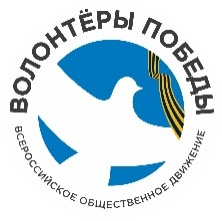 ВОЛОНТЁРЫ ПОБЕДЫ
ВСЕРОССИЙСКОЕ ОБЩЕСТВЕННОЕ ДВИЖЕНИЕ